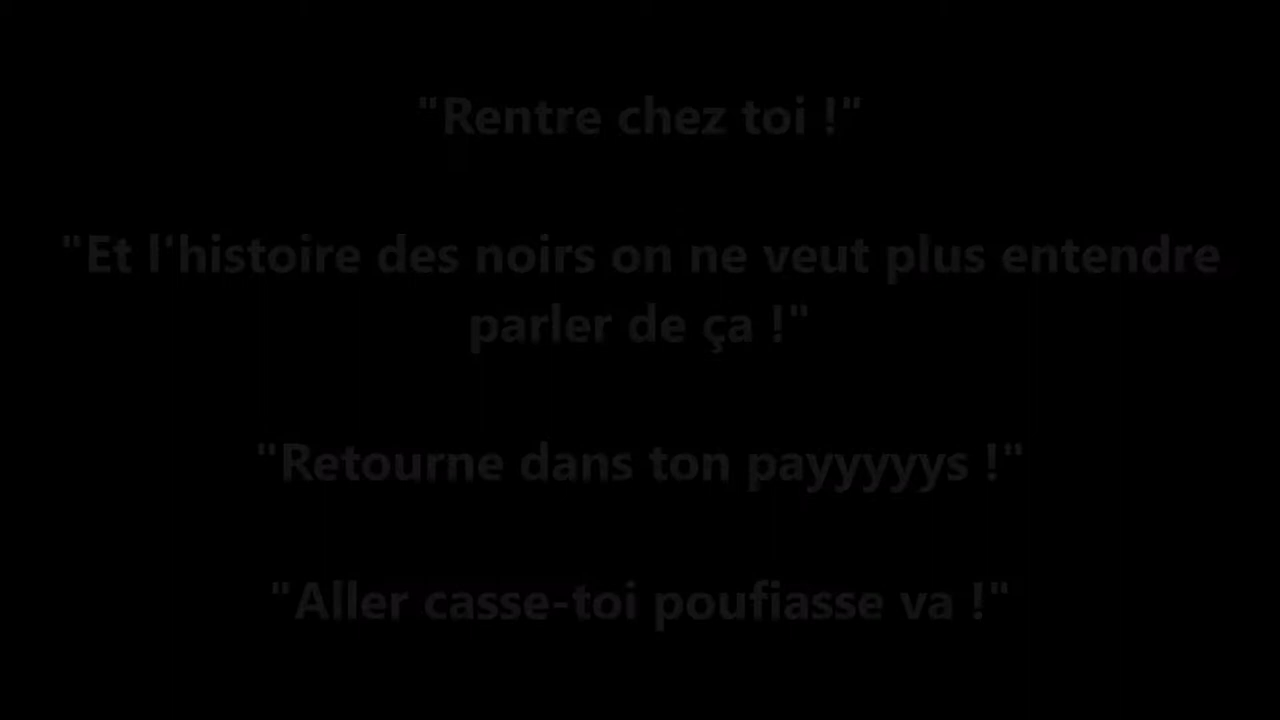 "Rentre chez toi !"
"Et l'histoire des noirs on ne veut plus entendre
parler de ça !"
"Retourne dans ton payyyyys !"
"Aller casse-toi poufiasse va !"